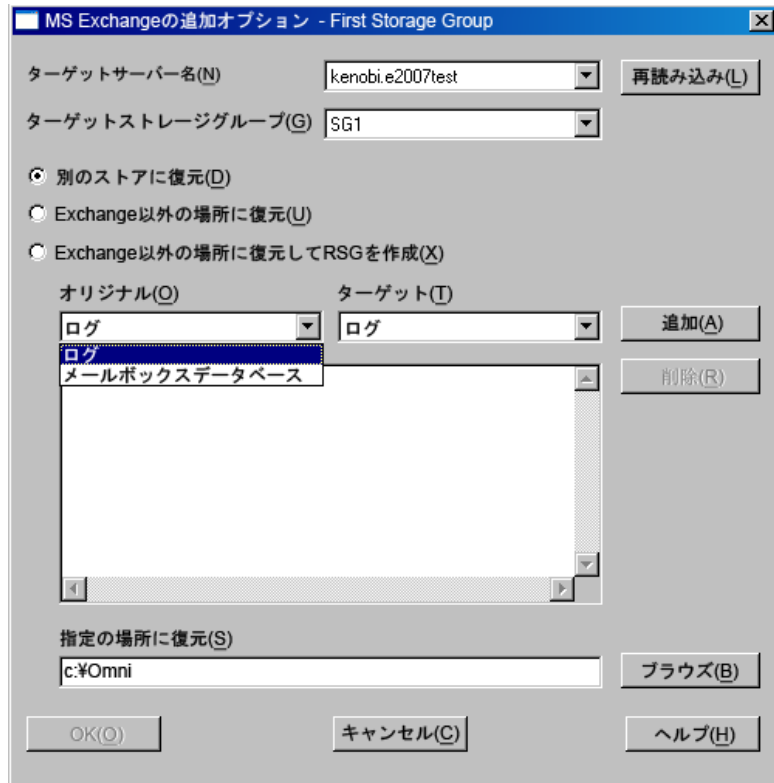 MS Exchangeの追加オプション - First Storage Group
ターゲットサーバー名(N)
kenobi.e2007test
再読み込み(L)
ターゲットストレージグループ(G)
SG1
別のストアに復元(D)
Exchange以外の場所に復元(U)
Exchange以外の場所に復元してRSGを作成(X)
オリジナル(O)
ターゲット(T)
ログ
ログ
追加(A)
ログ
メールボックスデータベース
削除(R)
指定の場所に復元(S)
c:¥Omni
ブラウズ(B)
OK(O)
キャンセル(C)
ヘルプ(H)